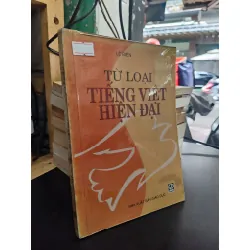 TỪ LOẠI
TIẾNG VIỆT
HIỆN ĐẠI